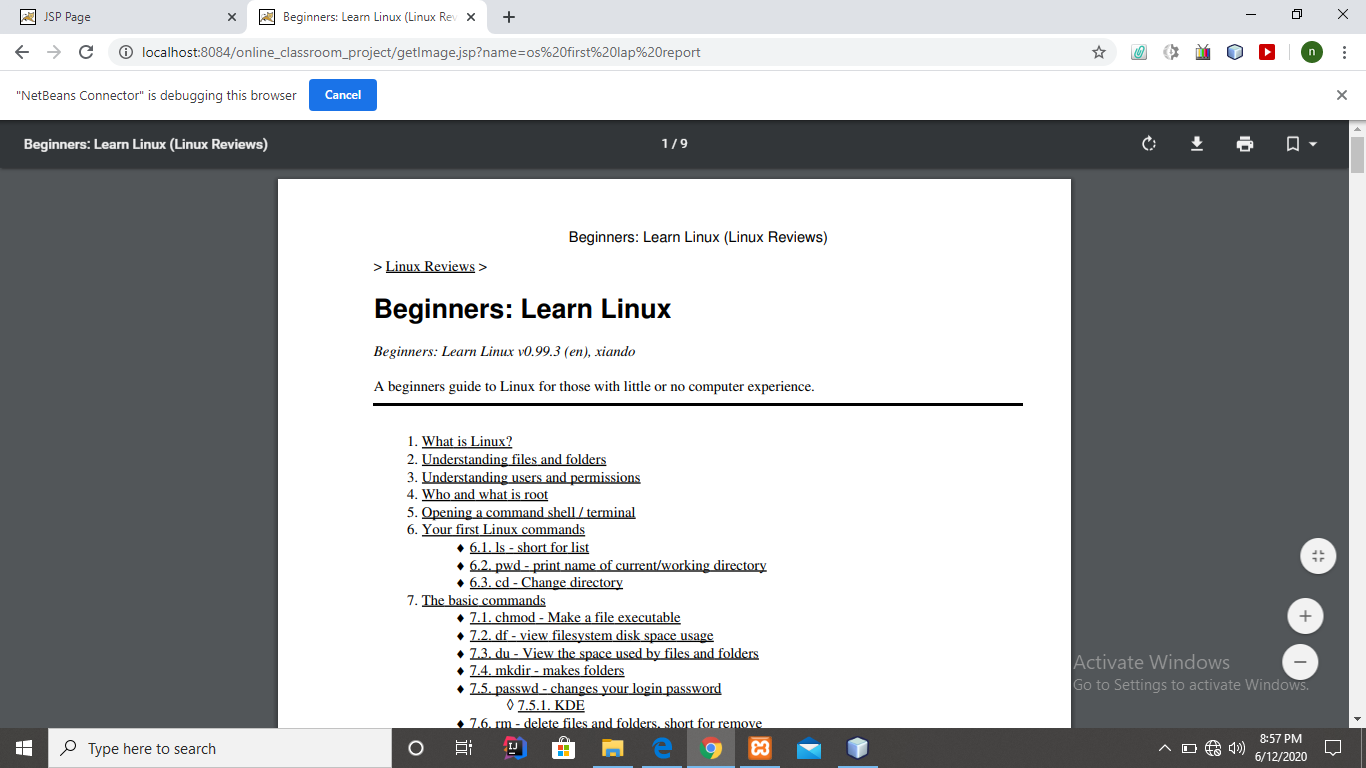 JSP Page
Beginners: Learn Linux (Linux Rev
localhost:8084/online_classroom_project/getImage.jsp?name=os%20first%20lap%20report
n
"NetBeans Connector" is debugging this browser
Cancel
Beginners: Learn Linux (Linux Reviews)
1 / 9
Beginners: Learn Linux (Linux Reviews)
> Linux Reviews >
Beginners: Learn Linux
Beginners: Learn Linux v0.99.3 (en), xiando
A beginners guide to Linux for those with little or no computer experience.
1. What is Linux?
2. Understanding files and folders
3. Understanding users and permissions
4. Who and what is root
5. Opening a command shell / terminal
6. Your first Linux commands
♦ 6.1. ls - short for list
♦ 6.2. pwd - print name of current/working directory
♦ 6.3. cd - Change directory
7. The basic commands
♦ 7.1. chmod - Make a file executable
♦ 7.2. df - view filesystem disk space usage
♦ 7.3. du - View the space used by files and folders
♦ 7.4. mkdir - makes folders
♦ 7.5. passwd - changes your login password
◊ 7.5.1. KDE
♦ 7.6. rm - delete files and folders, short for remove
Activate Windows
Go to Settings to activate Windows.
Type here to search
8:57 PM
6/12/2020